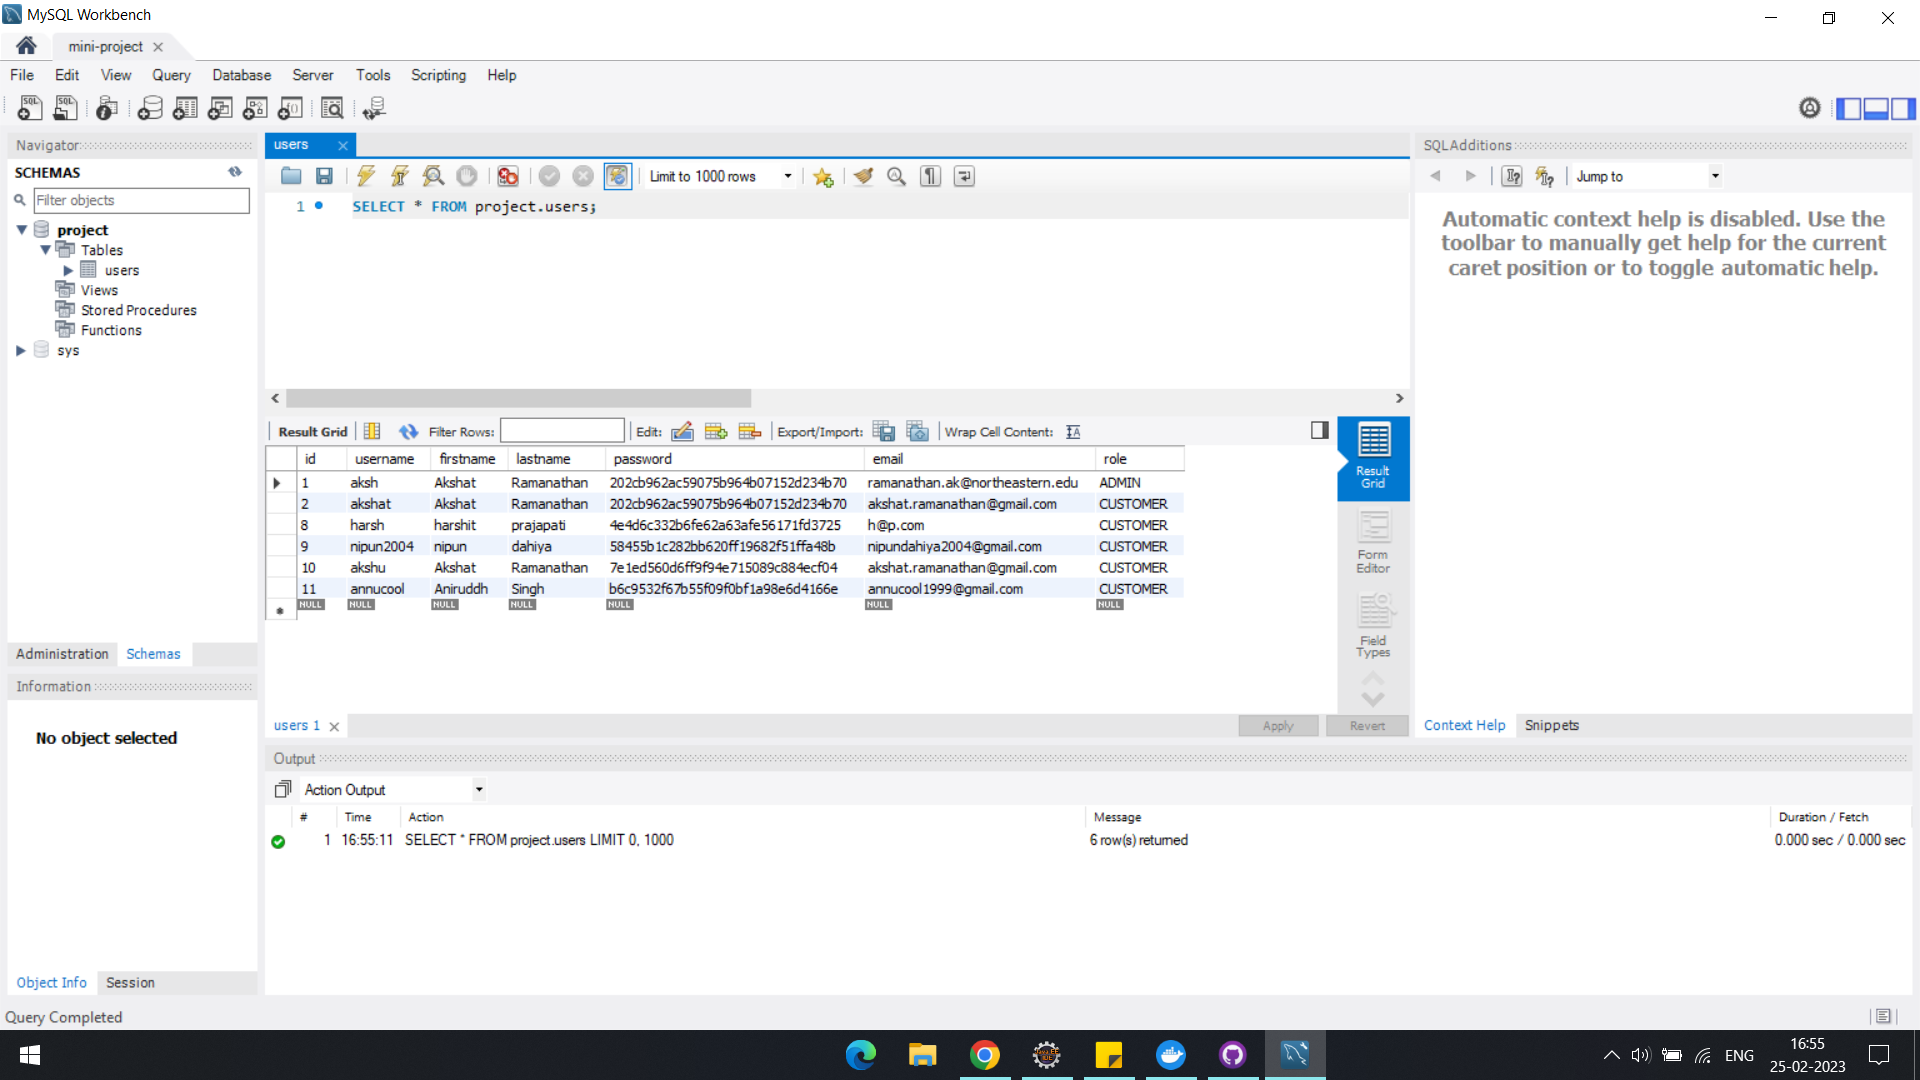 MySQL Workbench
mini-project
File Edit View Query Database Server Tools Scripting Help
Navigator
SCHEMAS
Filter objects
project
Tables
users
Views
Stored Procedures
Functions
sys
Administration Schemas
Information
No object selected
Object Info Session
users
Limit to 1000 rows
1 SELECT * FROM project.users;
Result Grid Filter Rows: Edit: Export/Import: Wrap Cell Content:
id username firstname lastname password email role
1 aksh Akshat Ramanathan 202cb962ac59075b964b07152d234b70 ramanathan.ak@northeastern.edu ADMIN
2 akshat Akshat Ramanathan 202cb962ac59075b964b07152d234b70 akshat.ramanathan@gmail.com CUSTOMER
8 harsh harshit prajapati 4e4d6c332b6fe62a63afe56171fd3725 h@p.com CUSTOMER
9 nipun2004 nipun dahiya 58455b1c282bb620ff19682f51ffa48b nipundahiya2004@gmail.com CUSTOMER
10 akshu Akshat Ramanathan 7e1ed560d6ff9f94e715089c884ecf04 akshat.ramanathan@gmail.com CUSTOMER
11 annucool Aniruddh Singh b6c9532f67b55f09f0bf1a98e6d4166e annucool1999@gmail.com CUSTOMER
NULL NULL NULL NULL NULL NULL NULL
Result
Grid
Form
Editor
Field
Types
users 1
Apply Revert
SQLAdditions
Jump to
Automatic context help is disabled. Use the
toolbar to manually get help for the current
caret position or to toggle automatic help.
Context Help Snippets
Output
Action Output
# Time Action Message Duration / Fetch
1 16:55:11 SELECT * FROM project.users LIMIT 0, 1000 6 row(s) returned 0.000 sec / 0.000 sec
Query Completed
ENG
16:55
25-02-2023